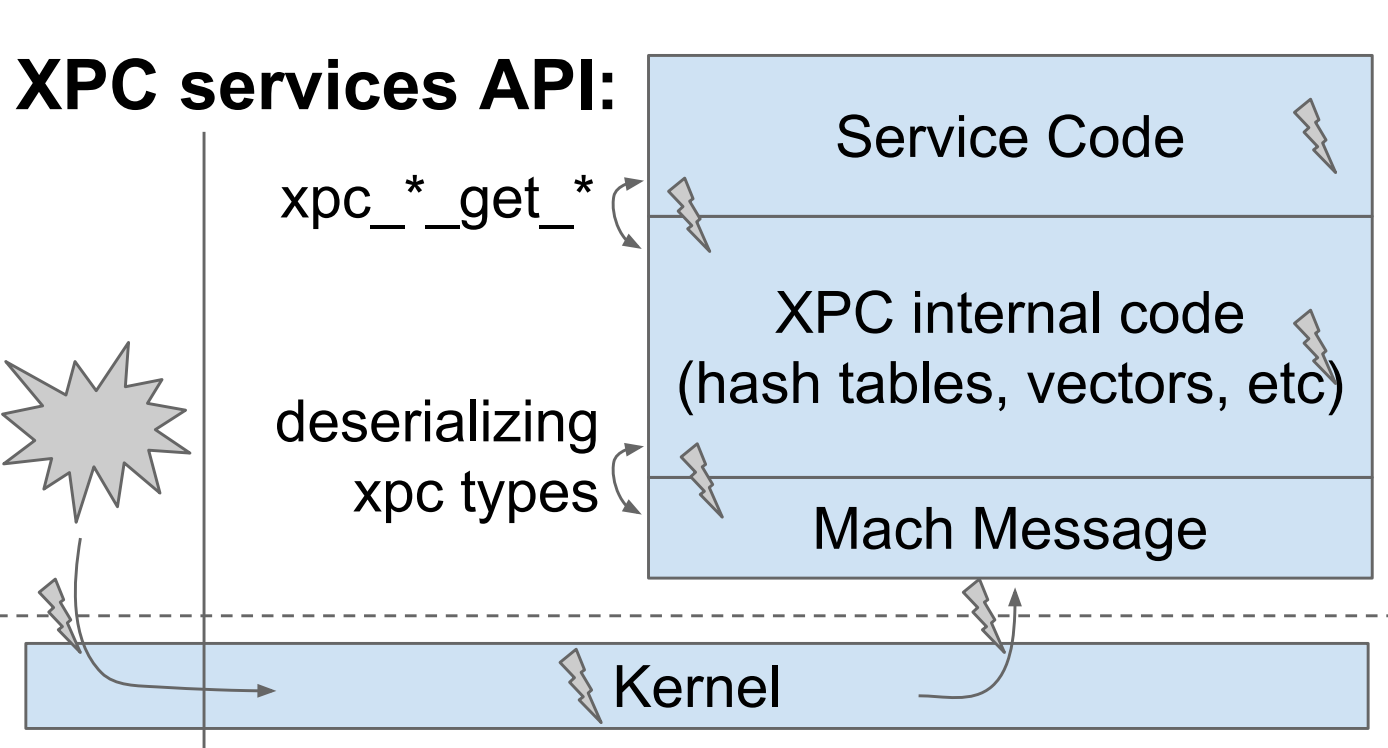 XPC services API:
Service Code
xpc_*_get_*
XPC internal code
(hash tables, vectors, etc)
deserializing
xpc types
Mach Message
Kernel